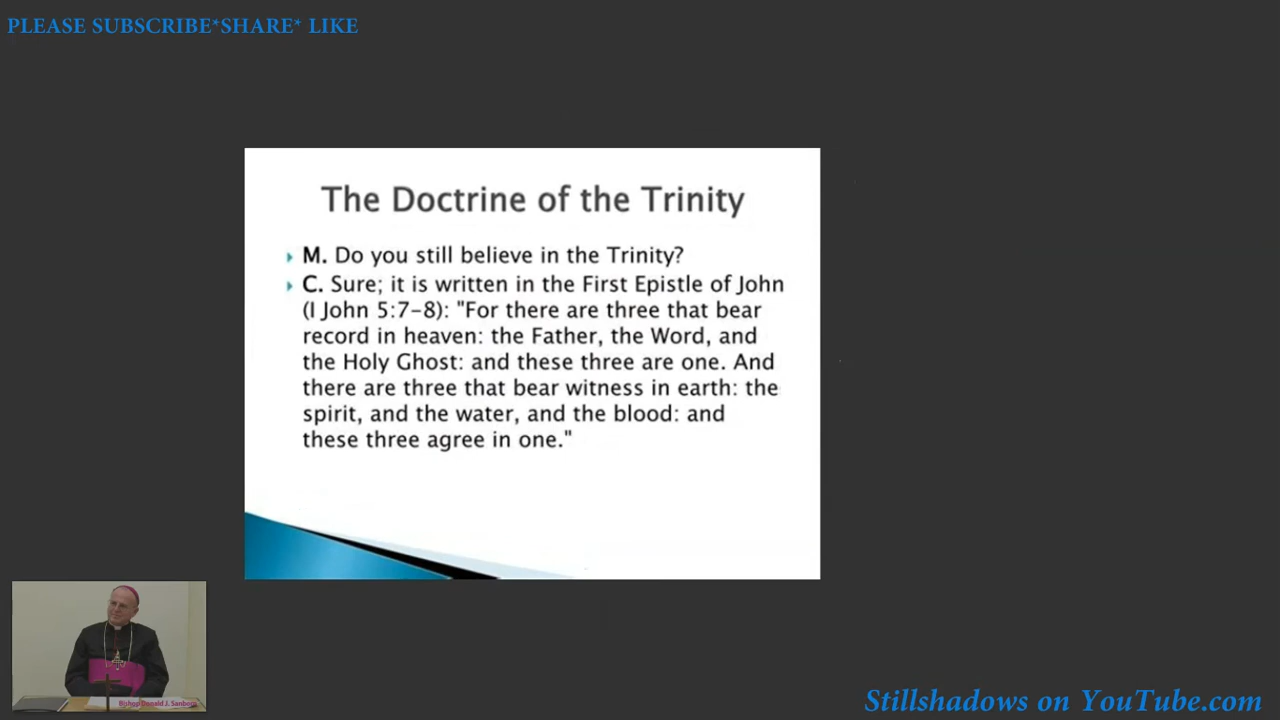 PLEASE SUBSCRIBE*SHARE* LIKE
The Doctrine of the Trinity
M. Do you still believe in the Trinity?
C. Sure; it is written in the First Epistle of John
(I John 5:7-8): "For there are three that bear
record in heaven: the Father, the Word, and
the Holy Ghost: and these three are one. And
there are three that bear witness in earth: the
spirit, and the water, and the blood: and
these three agree in one."
Bishop Donald J.
Stillshadows on YouTube.com